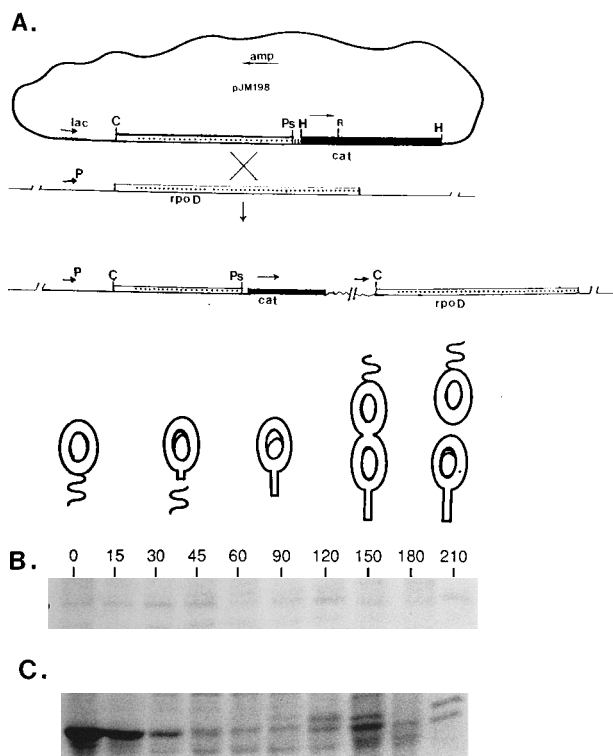 A.
amp
pJM198
lac C Ps H R H
cat
P
rpoD
P C Ps C
cat rpoD
B. 0 15 30 45 60 90 120 150 180 210
C.